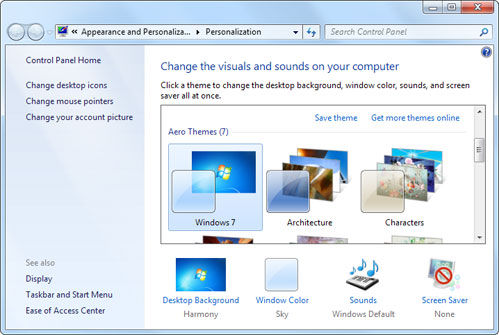 « Appearance and Personaliza... ▸ Personalization
Search Control Panel
Control Panel Home
Change desktop icons
Change mouse pointers
Change your account picture
See also
Display
Taskbar and Start Menu
Ease of Access Center
Change the visuals and sounds on your computer
Click a theme to change the desktop background, window color, sounds, and screen
saver all at once.
Save theme Get more themes online
Aero Themes (7)
Windows 7 Architecture Characters
Desktop Background Window Color Sounds Screen Saver
Harmony Sky Windows Default None